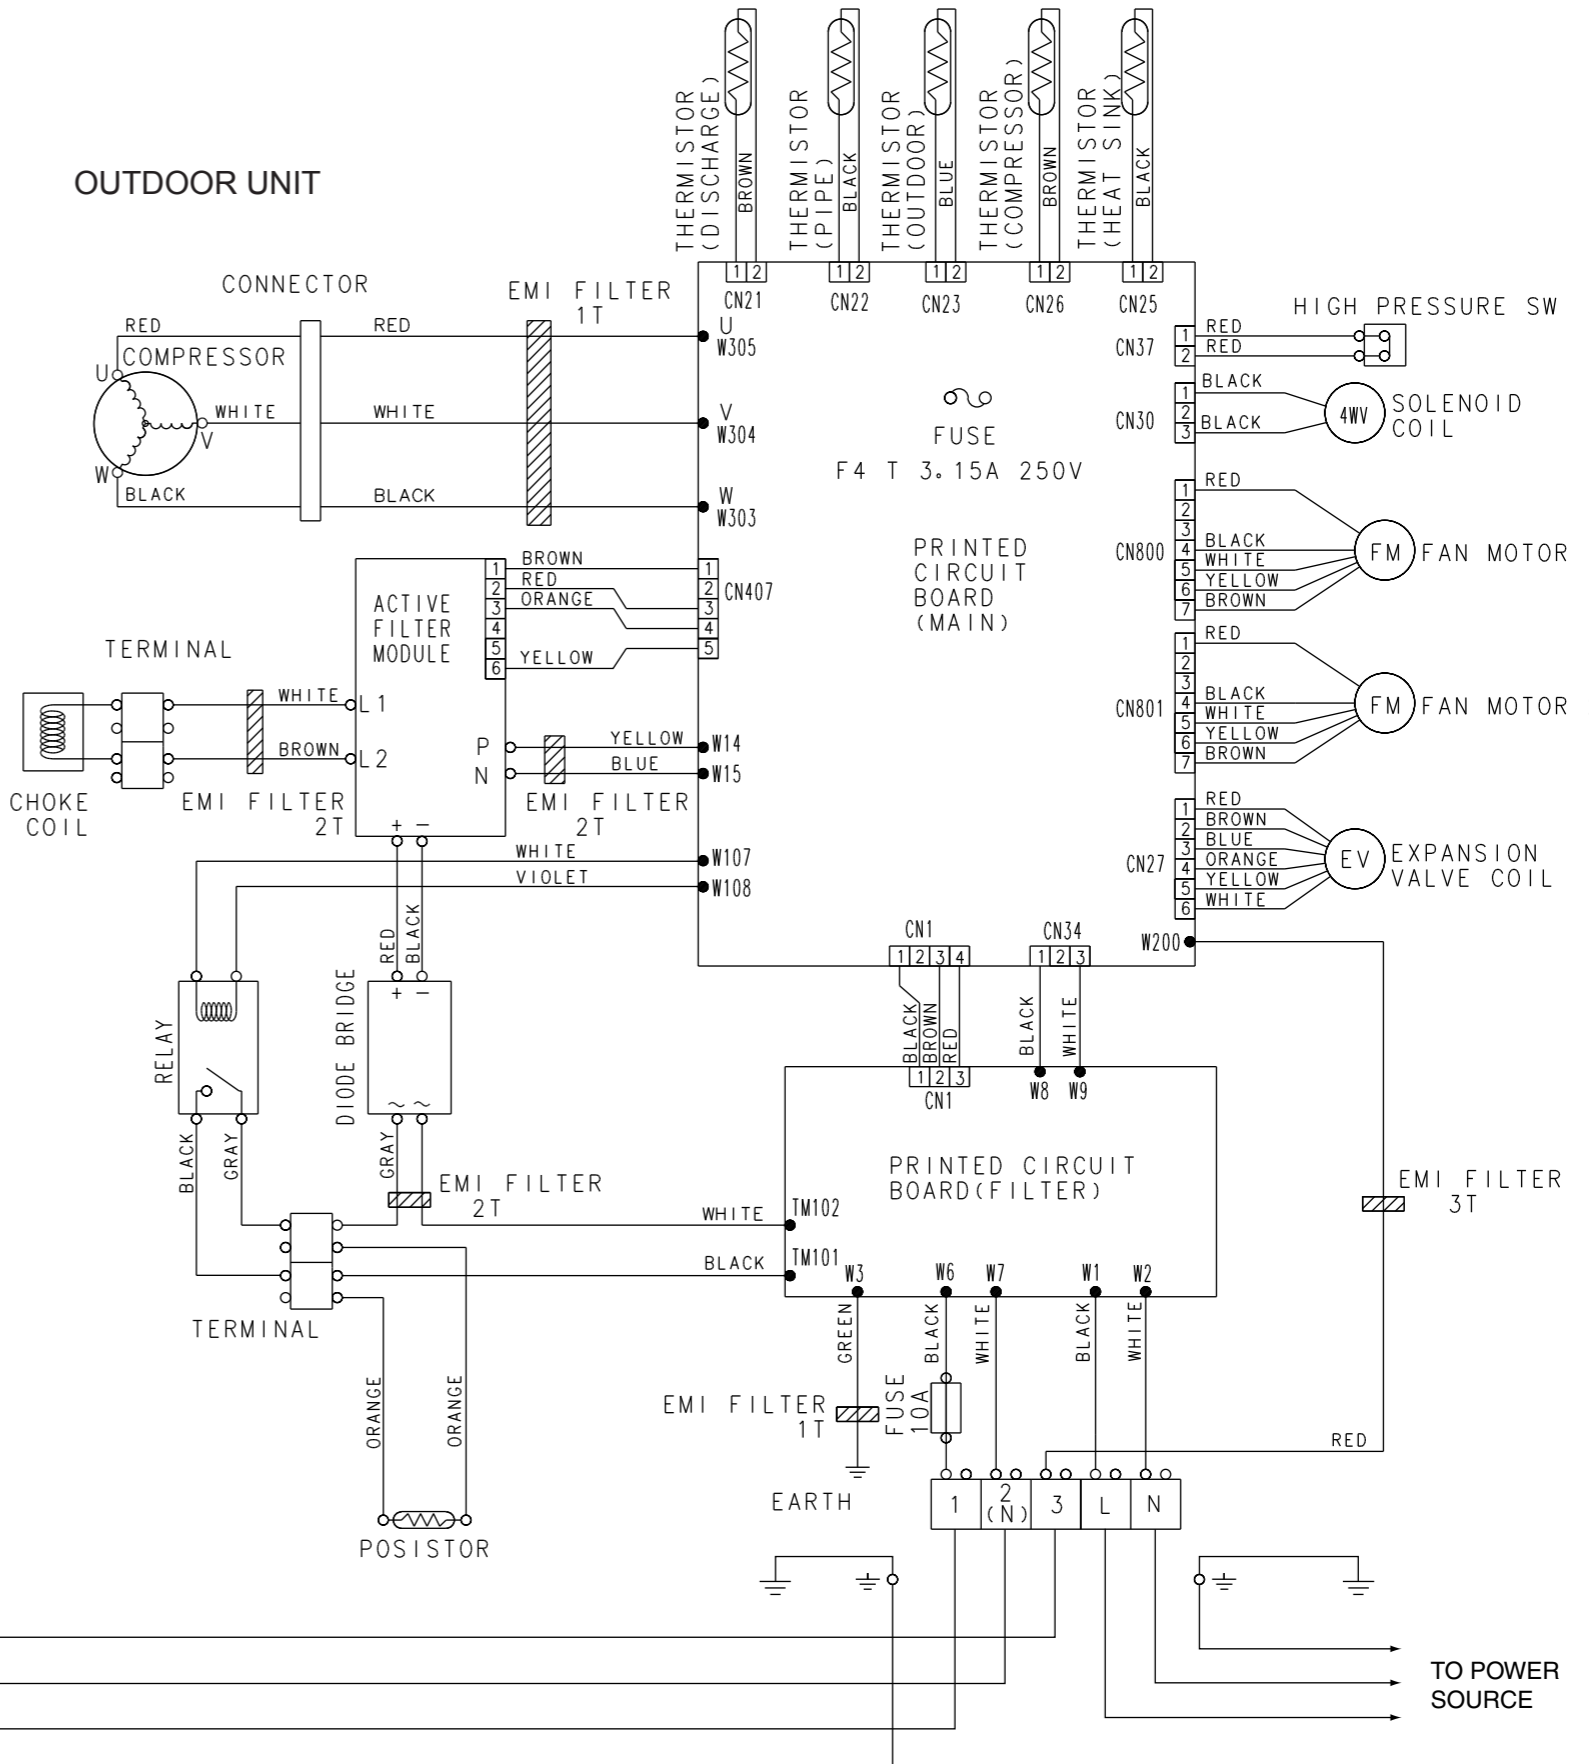 OUTDOOR UNIT
THERMISTOR
(DISCHARGE)
BROWN
THERMISTOR
(PIPE)
BLACK
THERMISTOR
(OUTDOOR)
BLUE
THERMISTOR
(COMPRESSOR)
BROWN
THERMISTOR
(HEAT SINK)
BLACK
1 2
CN21
1 2
CN22
1 2
CN23
1 2
CN26
1 2
CN25
CONNECTOR
EMI FILTER
1T
RED
RED
U
W305
COMPRESSOR
U
WHITE
WHITE
V
V
W304
W
BLACK
BLACK
W
W303
HIGH PRESSURE SW
CN37
1
RED
2
RED
CN30
1
BLACK
2
3
BLACK
4WV
SOLENOID
COIL
FUSE
F4 T 3.15A 250V
PRINTED
CIRCUIT
BOARD
(MAIN)
CN800
1
RED
2
3
4
BLACK
5
WHITE
6
YELLOW
7
BROWN
FM
FAN MOTOR
CN801
1
RED
2
3
4
BLACK
5
WHITE
6
YELLOW
7
BROWN
FM
FAN MOTOR
CN27
1
RED
2
BROWN
3
BLUE
4
ORANGE
5
YELLOW
6
WHITE
EV
EXPANSION
VALVE COIL
W200
ACTIVE
FILTER
MODULE
1
BROWN
2
RED
3
ORANGE
4
5
6
YELLOW
1
2
3
4
5
CN407
TERMINAL
WHITE
L1
BROWN
L2
CHOKE
COIL
EMI FILTER
2T
P
YELLOW
W14
N
BLUE
W15
EMI FILTER
2T
+ −
WHITE
W107
VIOLET
W108
RED
BLACK
RELAY
DIODE BRIDGE
+ −
~ ~
BLACK
GRAY
GRAY
EMI FILTER
2T
CN1
1 2 3 4
CN34
1 2 3
BLACK
BROWN
RED
BLACK
WHITE
1 2 3
CN1
W8
W9
PRINTED CIRCUIT
BOARD(FILTER)
WHITE
TM102
BLACK
TM101
W3
W6
W7
W1
W2
EMI FILTER
3T
TERMINAL
ORANGE
ORANGE
POSISTOR
GREEN
BLACK
WHITE
BLACK
WHITE
EMI FILTER
1T
FUSE
10A
RED
EARTH
1
2
(N)
3
L
N
TO POWER
SOURCE